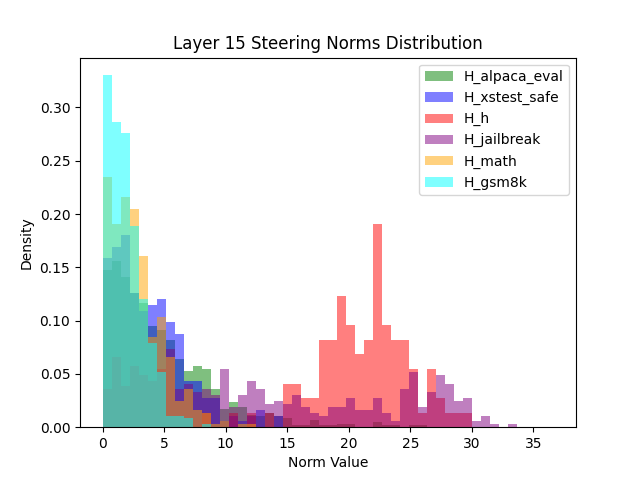 Layer 15 Steering Norms Distribution
Density
0.30
0.25
0.20
0.15
0.10
0.05
0.00
H_alpaca_eval
H_xstest_safe
H_h
H_jailbreak
H_math
H_gsm8k
0 5 10 15 20 25 30 35
Norm Value